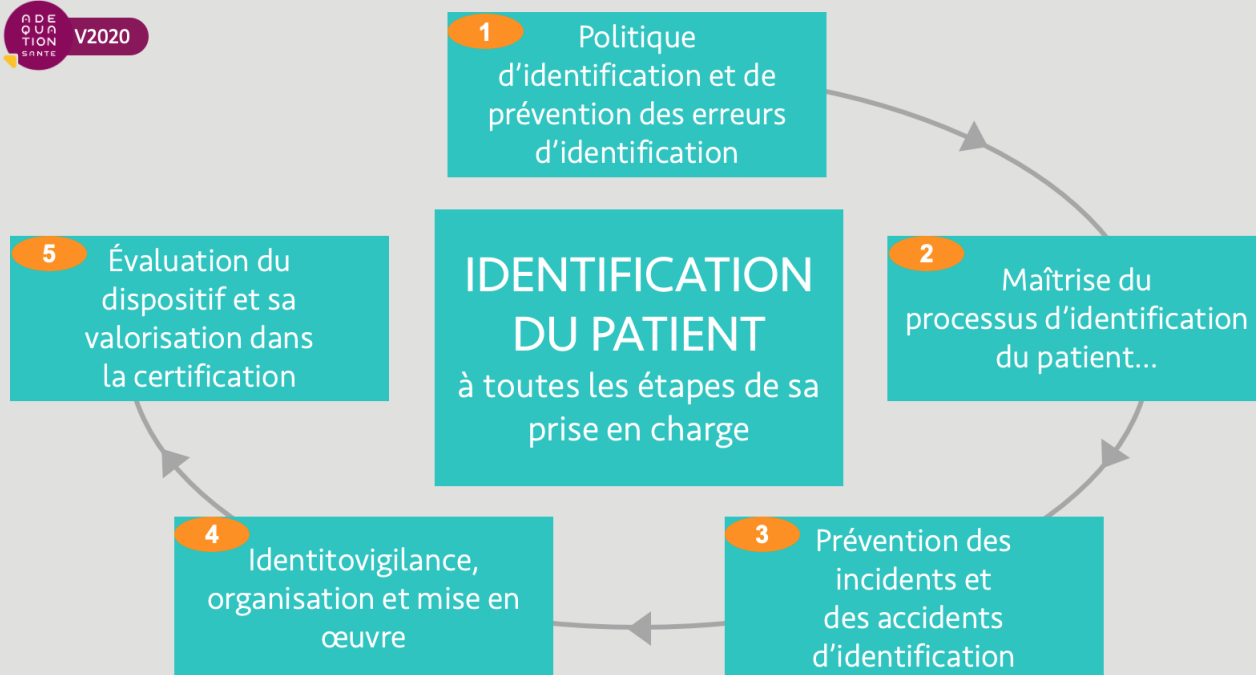 ADE
QUA
TION
SANTE
V2020
1
Politique
d'identification et de
prévention des erreurs
d'identification
2
Maîtrise du
processus d'identification
du patient...
3
Prévention des
incidents et
des accidents
d'identification
4
Identitovigilance,
organisation et mise en
œuvre
5
Évaluation du
dispositif et sa
valorisation dans
la certification
IDENTIFICATION
DU PATIENT
à toutes les étapes de sa
prise en charge